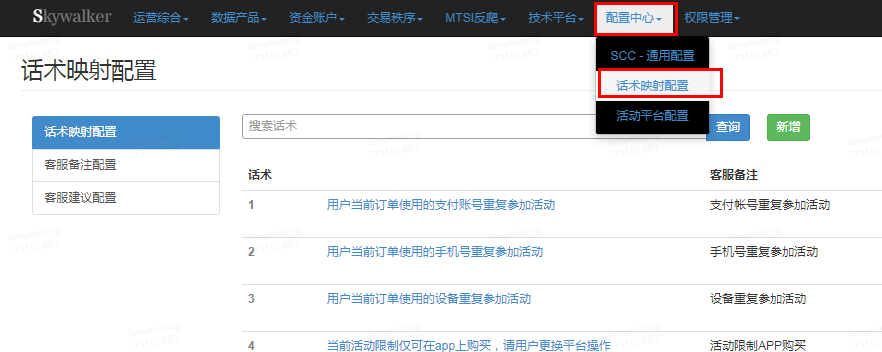 Skywalker 运营综合 数据产品 资金账户 交易秩序 MTSI反爬 技术平台 配置中心 权限管理
SCC - 通用配置
话术映射配置
活动平台配置
话术映射配置
话术映射配置
客服备注配置
客服建议配置
搜索话术 查询 新增
话术 客服备注
1 用户当前订单使用的支付账号重复参加活动 支付帐号重复参加活动
2 用户当前订单使用的手机号重复参加活动 手机号重复参加活动
3 用户当前订单使用的设备重复参加活动 设备重复参加活动
4 当前活动限制仅可在app上购买，请用户更换平台操作 活动限制APP购买